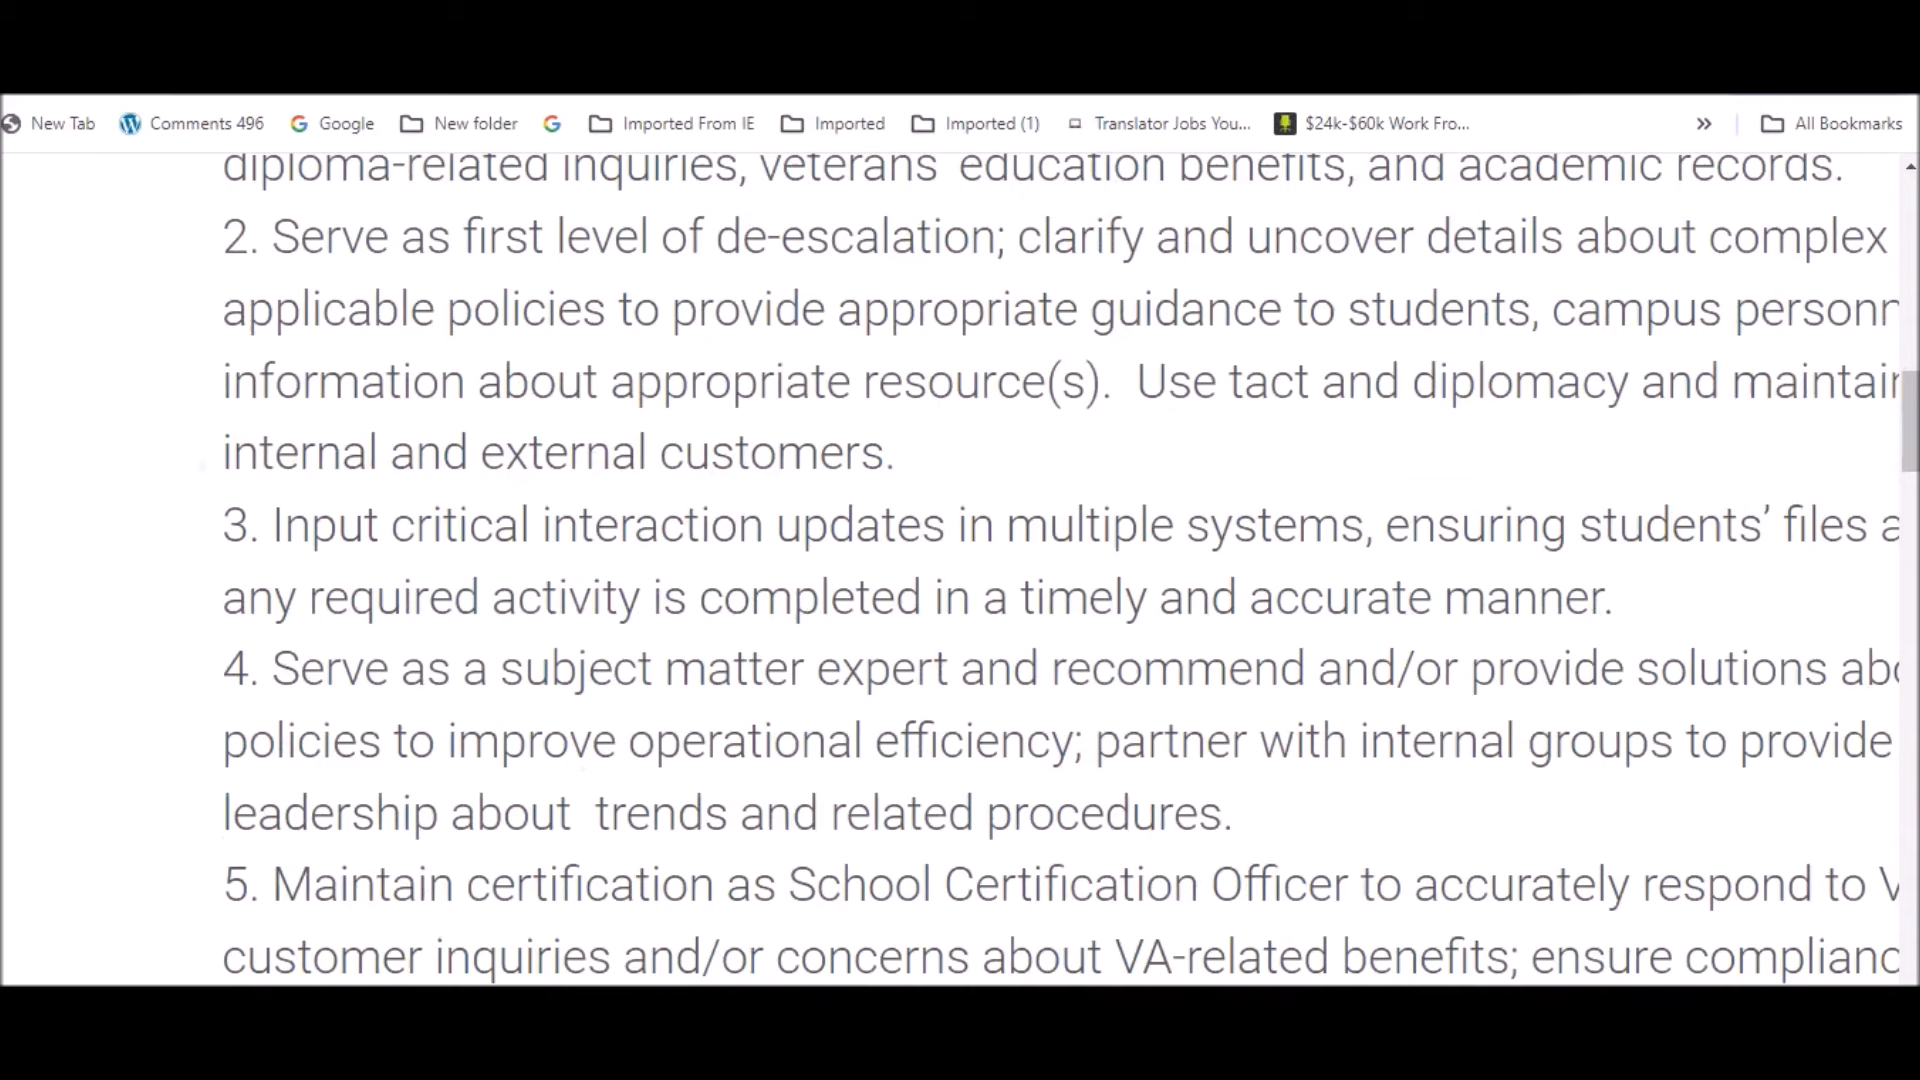 New Tab Comments 496 Google New folder Imported From IE Imported Imported (1) Translator Jobs You... $24k-$60k Work Fro... » All Bookmarks
diploma-related inquiries, veterans' education benefits, and academic records.
2. Serve as first level of de-escalation; clarify and uncover details about complex
applicable policies to provide appropriate guidance to students, campus
information about appropriate resource(s). Use tact and diplomacy and
internal and external customers.
3. Input critical interaction updates in multiple systems, ensuring students’ files
any required activity is completed in a timely and accurate manner.
4. Serve as a subject matter expert and recommend and/or provide solutions
policies to improve operational efficiency; partner with internal groups to provide
leadership about trends and related procedures.
5. Maintain certification as School Certification Officer to accurately respond to
customer inquiries and/or concerns about VA-related benefits; ensure